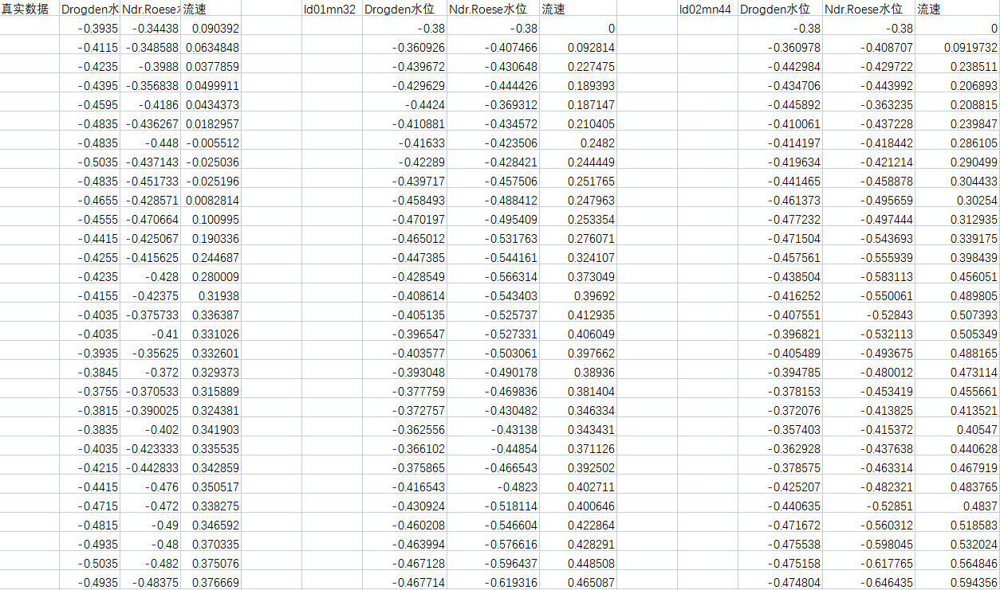 真实数据 Drogden水 Ndr.Roese 流速 ld01mn32 Drogden水位 Ndr.Roese水位 流速 ld02mn44 Drogden水位 Ndr.Roese水位 流速
-0.3935 -0.34438 0.090392 -0.38 -0.38 0 -0.38 -0.38 0
-0.4115 -0.348588 0.0634848 -0.360926 -0.407466 0.092814 -0.360978 -0.408707 0.0919732
-0.4235 -0.3988 0.0377859 -0.439672 -0.430648 0.227475 -0.442984 -0.429722 0.238511
-0.4395 -0.356838 0.0499911 -0.429629 -0.444426 0.189393 -0.434706 -0.443992 0.206893
-0.4595 -0.4186 0.0434373 -0.4424 -0.369312 0.187147 -0.445892 -0.363235 0.208815
-0.4835 -0.436267 0.0182957 -0.410881 -0.434572 0.210405 -0.410061 -0.437228 0.239847
-0.4835 -0.448 -0.005512 -0.41633 -0.423506 0.2482 -0.414197 -0.418442 0.286105
-0.5035 -0.437143 -0.025036 -0.42289 -0.428421 0.244449 -0.419634 -0.421214 0.290499
-0.4835 -0.451733 -0.025196 -0.439717 -0.457506 0.251765 -0.441465 -0.458878 0.304433
-0.4655 -0.428571 0.0082814 -0.458493 -0.488412 0.247963 -0.461373 -0.495659 0.30254
-0.4555 -0.470664 0.100995 -0.470197 -0.495409 0.253354 -0.477232 -0.497444 0.312935
-0.4415 -0.425067 0.190336 -0.465012 -0.531763 0.276071 -0.471504 -0.543693 0.339175
-0.4255 -0.415625 0.244687 -0.447385 -0.544161 0.324107 -0.457561 -0.555939 0.398439
-0.4235 -0.428 0.280009 -0.428549 -0.566314 0.373049 -0.438504 -0.583113 0.456051
-0.4155 -0.42375 0.31938 -0.408614 -0.543403 0.39692 -0.416252 -0.550061 0.489805
-0.4035 -0.375733 0.336387 -0.405135 -0.525737 0.412935 -0.407551 -0.52843 0.507393
-0.4035 -0.41 0.331026 -0.396547 -0.527331 0.406049 -0.396821 -0.532113 0.505349
-0.3935 -0.35625 0.332601 -0.403577 -0.503061 0.397662 -0.405489 -0.493675 0.488165
-0.3845 -0.372 0.329373 -0.393048 -0.490178 0.38936 -0.394785 -0.480012 0.473114
-0.3755 -0.370533 0.315889 -0.377759 -0.469836 0.381404 -0.378153 -0.453419 0.455661
-0.3815 -0.390025 0.324381 -0.372757 -0.430482 0.346334 -0.372076 -0.413825 0.413521
-0.3835 -0.402 0.341903 -0.362556 -0.43138 0.343431 -0.357403 -0.415372 0.40547
-0.4035 -0.423333 0.335535 -0.366102 -0.44854 0.371126 -0.362928 -0.437638 0.440628
-0.4215 -0.442833 0.342859 -0.375865 -0.466543 0.392502 -0.378575 -0.463314 0.467919
-0.4415 -0.476 0.350517 -0.416543 -0.4823 0.402711 -0.425207 -0.482321 0.483765
-0.4715 -0.472 0.338275 -0.430924 -0.518114 0.400646 -0.440635 -0.52851 0.4837
-0.4815 -0.49 0.346592 -0.460208 -0.546604 0.422864 -0.471672 -0.560312 0.518583
-0.4935 -0.48 0.370335 -0.463994 -0.576616 0.428291 -0.475538 -0.598045 0.532024
-0.5035 -0.482 0.375076 -0.467128 -0.596437 0.448508 -0.475158 -0.617765 0.564846
-0.4935 -0.48375 0.376669 -0.467714 -0.619316 0.465087 -0.474804 -0.646435 0.594356